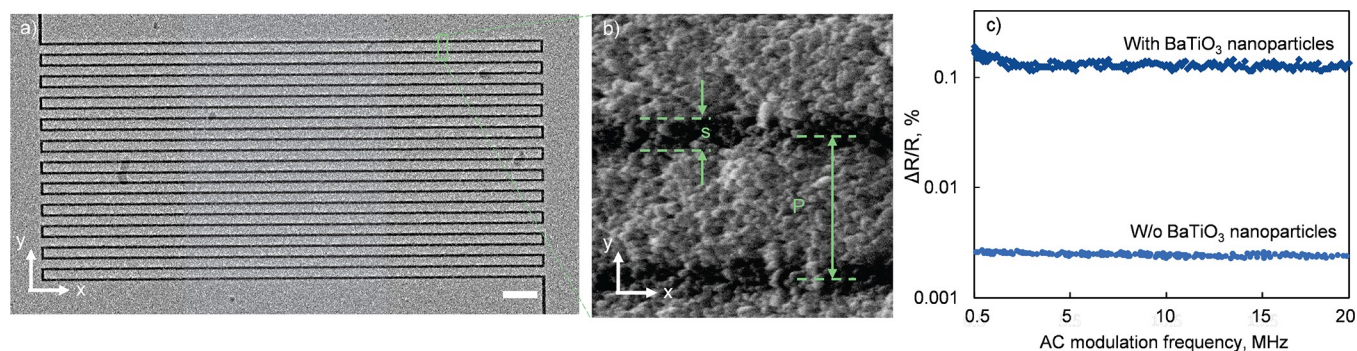 a)
y
x
b)
s
P
y
x
c)
With BaTiO₃ nanoparticles
W/o BaTiO₃ nanoparticles
ΔR/R, %
0.1
0.01
0.001
0.5
5
10
15
20
AC modulation frequency, MHz